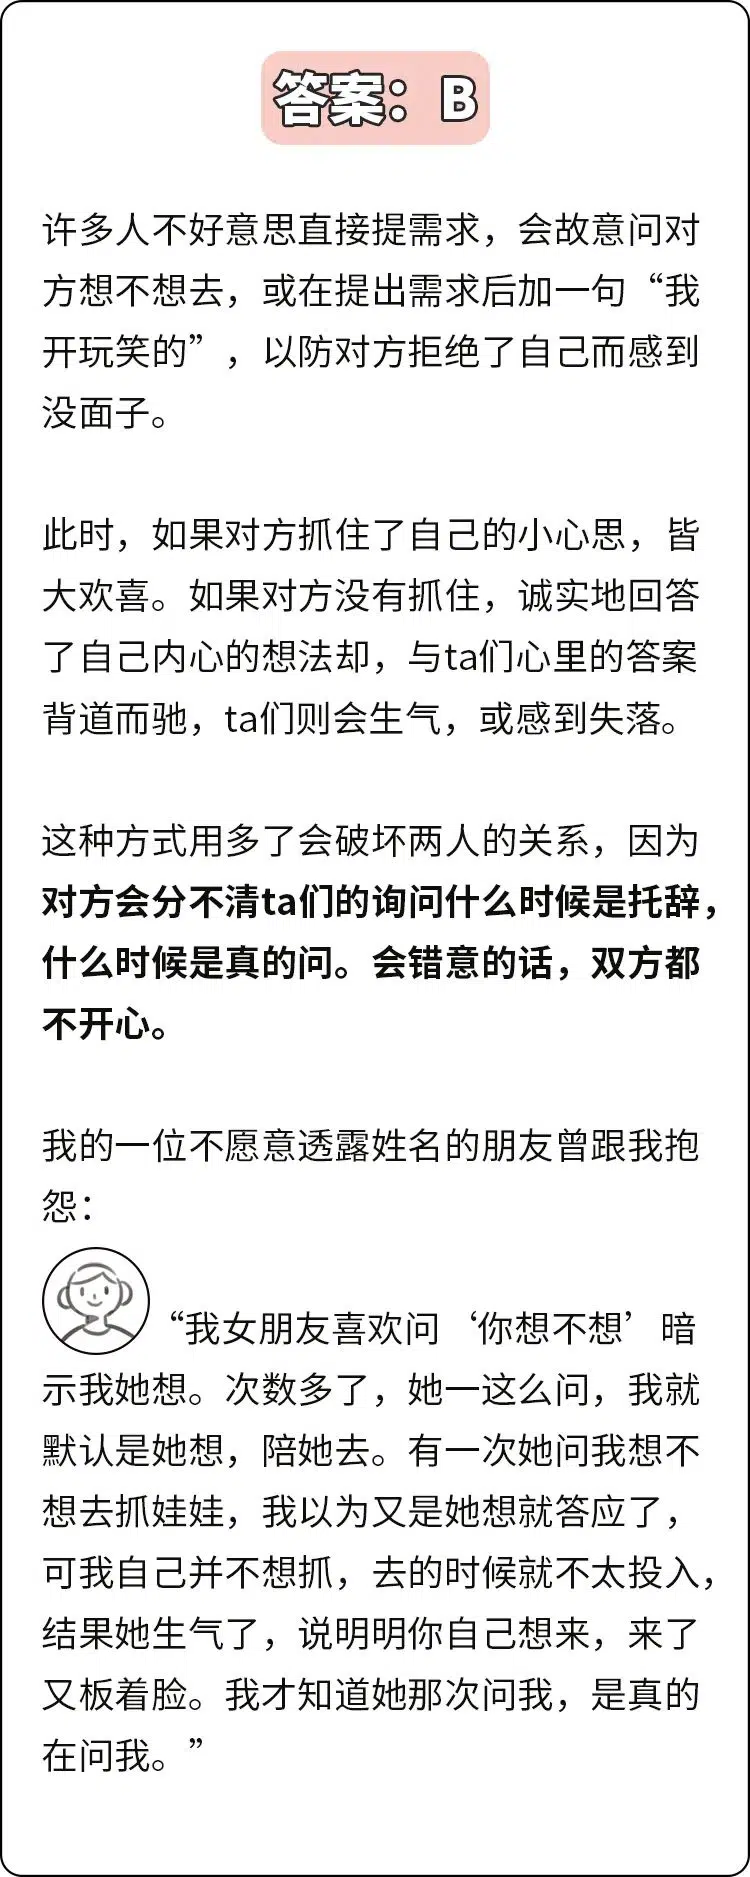 答案：B
许多人不好意思直接提需求，会故意问对
方想不想去，或在提出需求后加一句“我
开玩笑的”，以防对方拒绝了自己而感到
没面子。
此时，如果对方抓住了自己的小心思，皆
大欢喜。如果对方没有抓住，诚实地回答
了自己内心的想法却，与ta们心里的答案
背道而驰，ta们则会生气，或感到失落。
这种方式用多了会破坏两人的关系，因为
对方会分不清ta们的询问什么时候是托辞，
什么时候是真的问。会错意的话，双方都
不开心。
我的一位不愿意透露姓名的朋友曾跟我抱
怨：
“我女朋友喜欢问‘你想不想’暗
示我她想。次数多了，她一这么问，我就
默认是她想，陪她去。有一次她问我想不
想去抓娃娃，我以为又是她想就答应了，
可我自己并不想抓，去的时候就不太投入，
结果她生气了，说明明你自己想来，来了
又板着脸。我才知道她那次问我，是真的
在问我。”